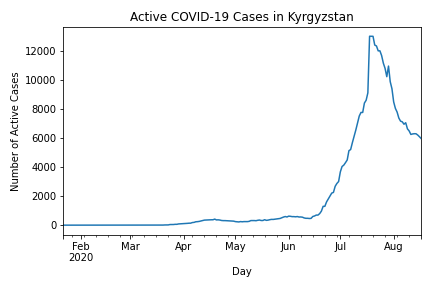 Active COVID-19 Cases in Kyrgyzstan
Number of Active Cases
12000
10000
8000
6000
4000
2000
0
Feb Mar Apr May Jun Jul Aug
2020
Day